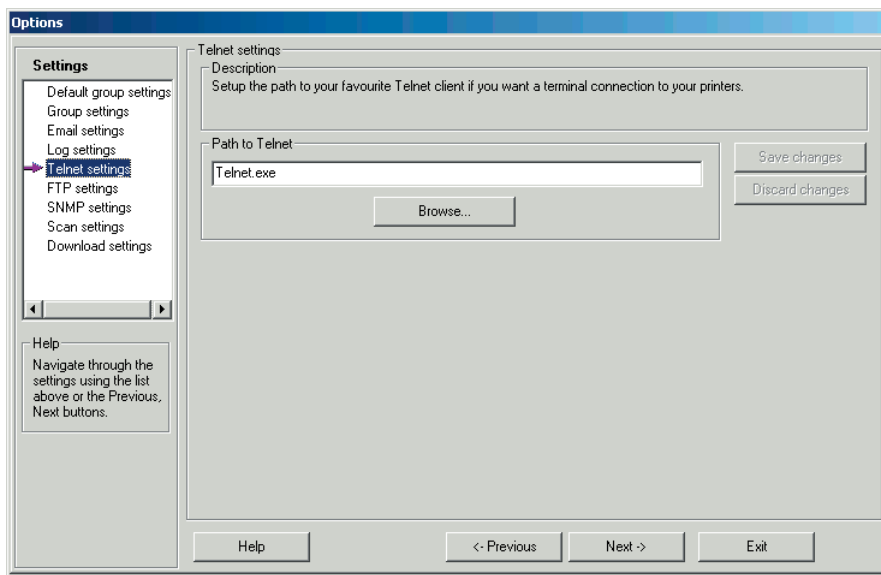 Options
Settings
Default group settings
Group settings
Email settings
Log settings
Telnet settings
FTP settings
SNMP settings
Scan settings
Download settings
Help
Navigate through the
settings using the list
above or the Previous,
Next buttons.
Telnet settings
Description
Setup the path to your favourite Telnet client if you want a terminal connection to your printers.
Path to Telnet
Telnet.exe
Browse...
Save changes
Discard changes
Help
<- Previous
Next ->
Exit